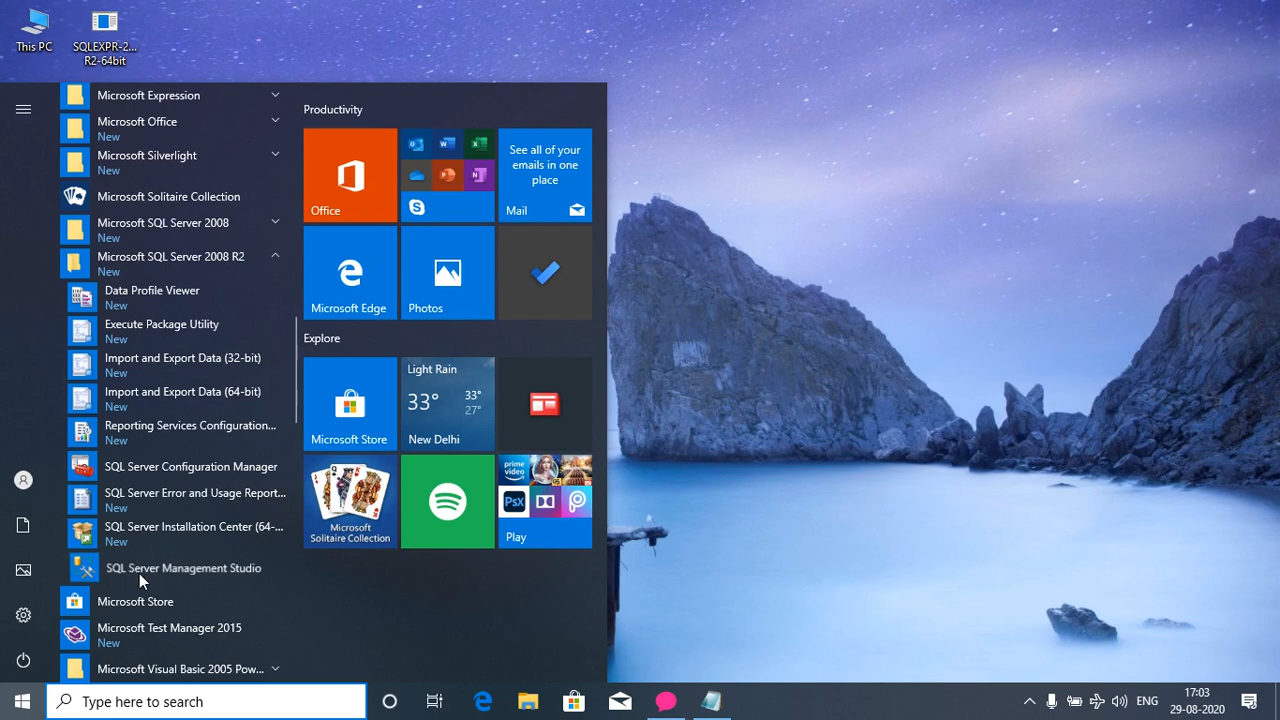 This PC
SQLEXPR-2...
R2-64bit
Microsoft Expression
Microsoft Office
New
Microsoft Silverlight
New
Microsoft Solitaire Collection
Microsoft SQL Server 2008
New
Microsoft SQL Server 2008 R2
New
Data Profile Viewer
New
Execute Package Utility
New
Import and Export Data (32-bit)
New
Import and Export Data (64-bit)
New
Reporting Services Configuration...
New
SQL Server Configuration Manager
SQL Server Error and Usage Report...
New
SQL Server Installation Center (64-...
New
SQL Server Management Studio
Microsoft Store
Microsoft Test Manager 2015
New
Microsoft Visual Basic 2005 Pow...
Productivity
Office
See all of your
emails in one
place
Mail
Microsoft Edge
Photos
Explore
Microsoft Store
Light Rain
33°
33°
27°
New Delhi
Microsoft
Solitaire Collection
prime
video
PsX
Play
Type here to search
ENG
17:03
29-08-2020